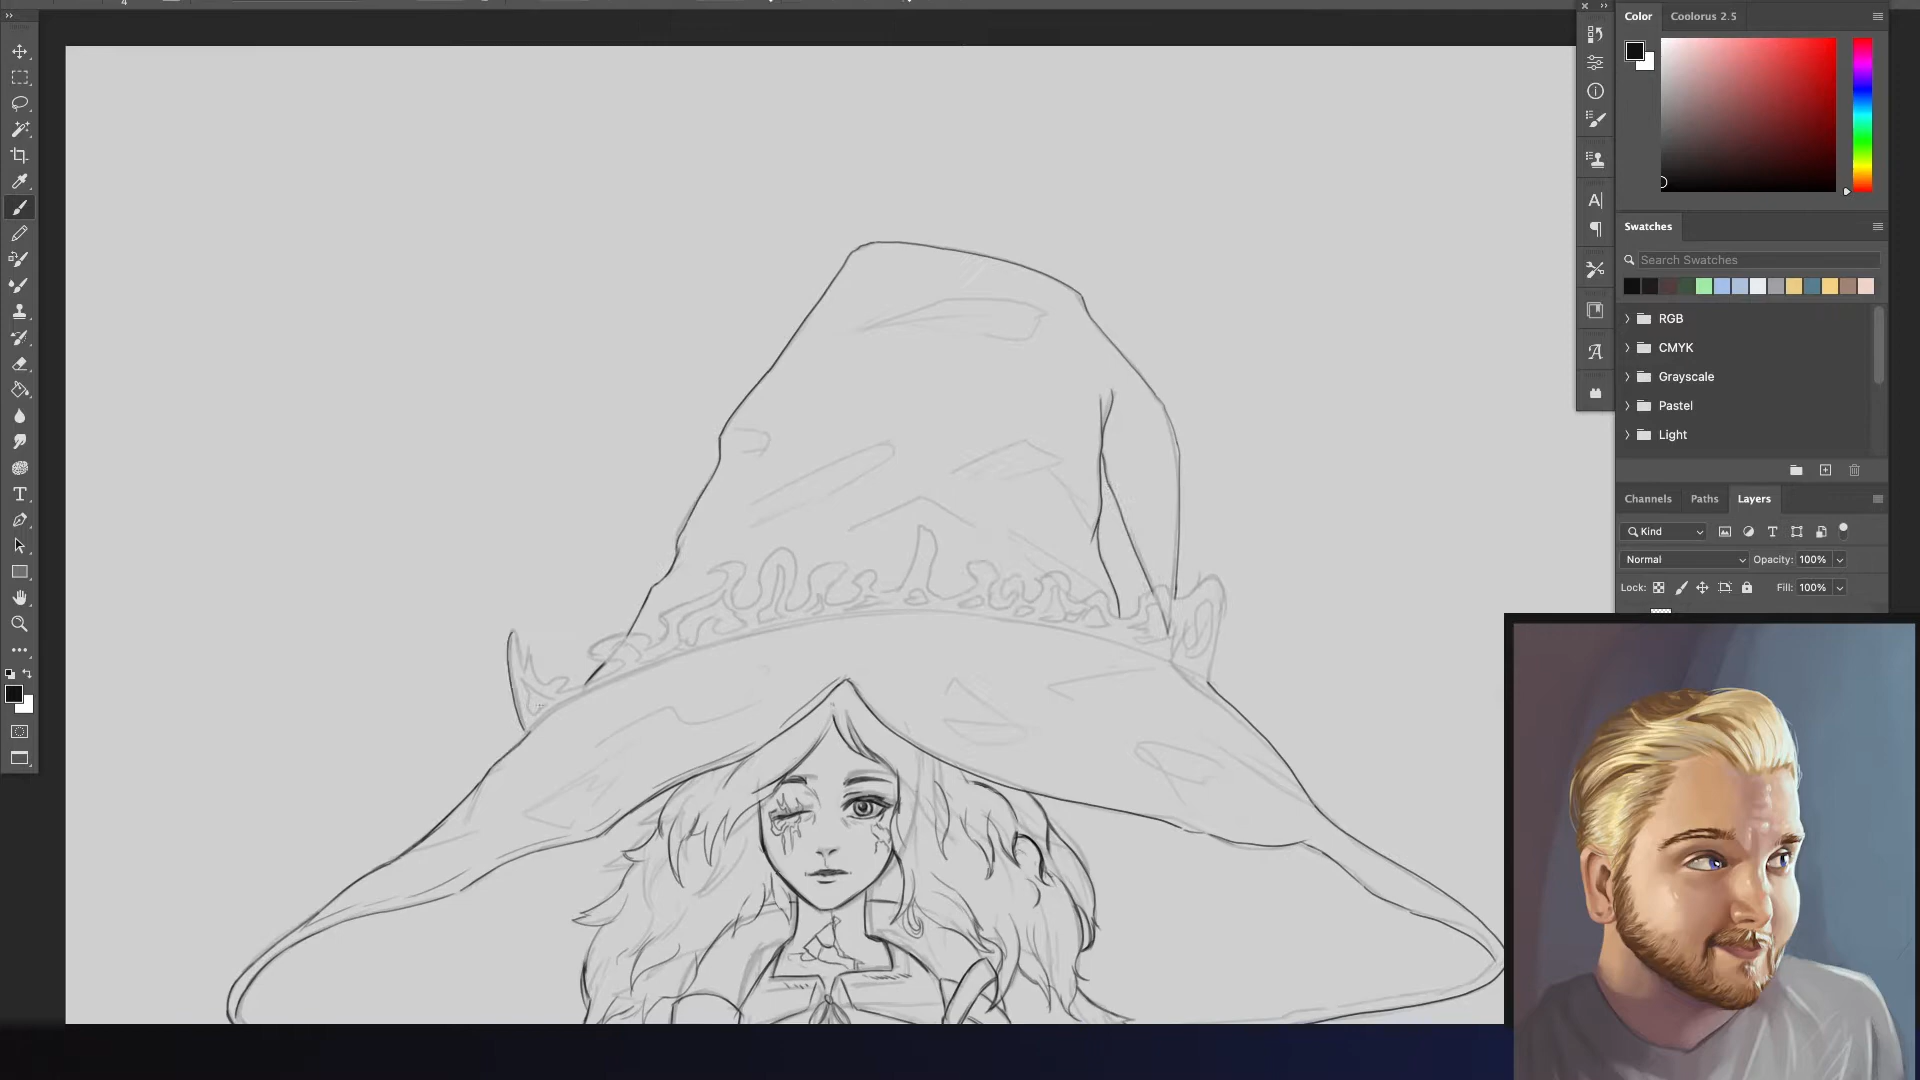 4
Color
Coolorus 2.5
Swatches
Search Swatches
RGB
CMYK
Grayscale
Pastel
Light
Channels
Paths
Layers
Kind
Normal
Opacity: 100%
Lock:
Fill: 100%